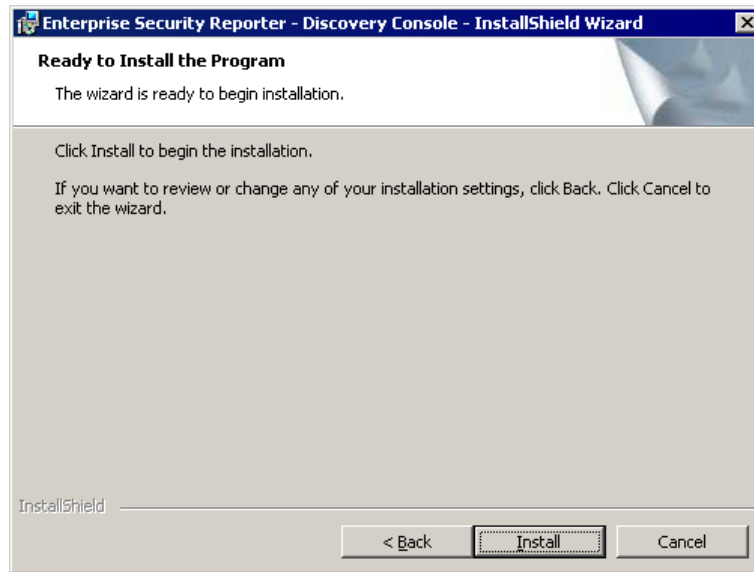 Enterprise Security Reporter - Discovery Console - InstallShield Wizard
Ready to Install the Program
The wizard is ready to begin installation.
Click Install to begin the installation.
If you want to review or change any of your installation settings, click Back. Click Cancel to
exit the wizard.
InstallShield
< Back
Install
Cancel